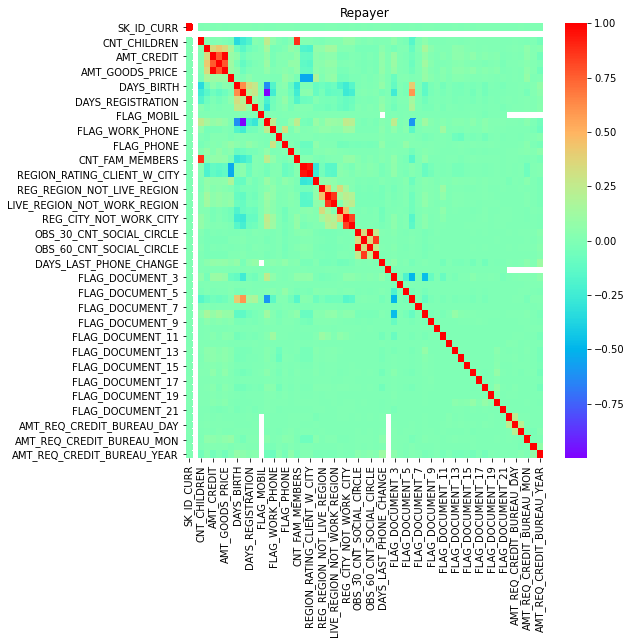 Repayer
SK_ID_CURR
CNT_CHILDREN
AMT_CREDIT
AMT_GOODS_PRICE
DAYS_BIRTH
DAYS_REGISTRATION
FLAG_MOBIL
FLAG_WORK_PHONE
FLAG_PHONE
CNT_FAM_MEMBERS
REGION_RATING_CLIENT_W_CITY
REG_REGION_NOT_LIVE_REGION
LIVE_REGION_NOT_WORK_REGION
REG_CITY_NOT_WORK_CITY
OBS_30_CNT_SOCIAL_CIRCLE
OBS_60_CNT_SOCIAL_CIRCLE
DAYS_LAST_PHONE_CHANGE
FLAG_DOCUMENT_3
FLAG_DOCUMENT_5
FLAG_DOCUMENT_7
FLAG_DOCUMENT_9
FLAG_DOCUMENT_11
FLAG_DOCUMENT_13
FLAG_DOCUMENT_15
FLAG_DOCUMENT_17
FLAG_DOCUMENT_19
FLAG_DOCUMENT_21
AMT_REQ_CREDIT_BUREAU_DAY
AMT_REQ_CREDIT_BUREAU_MON
AMT_REQ_CREDIT_BUREAU_YEAR
SK_ID_CURR
CNT_CHILDREN
AMT_CREDIT
AMT_GOODS_PRICE
DAYS_BIRTH
DAYS_REGISTRATION
FLAG_MOBIL
FLAG_WORK_PHONE
FLAG_PHONE
CNT_FAM_MEMBERS
REGION_RATING_CLIENT_W_CITY
REG_REGION_NOT_LIVE_REGION
LIVE_REGION_NOT_WORK_REGION
REG_CITY_NOT_WORK_CITY
OBS_30_CNT_SOCIAL_CIRCLE
OBS_60_CNT_SOCIAL_CIRCLE
DAYS_LAST_PHONE_CHANGE
FLAG_DOCUMENT_3
FLAG_DOCUMENT_5
FLAG_DOCUMENT_7
FLAG_DOCUMENT_9
FLAG_DOCUMENT_11
FLAG_DOCUMENT_13
FLAG_DOCUMENT_15
FLAG_DOCUMENT_17
FLAG_DOCUMENT_19
FLAG_DOCUMENT_21
AMT_REQ_CREDIT_BUREAU_DAY
AMT_REQ_CREDIT_BUREAU_MON
AMT_REQ_CREDIT_BUREAU_YEAR
1.00
0.75
0.50
0.25
0.00
−0.25
−0.50
−0.75